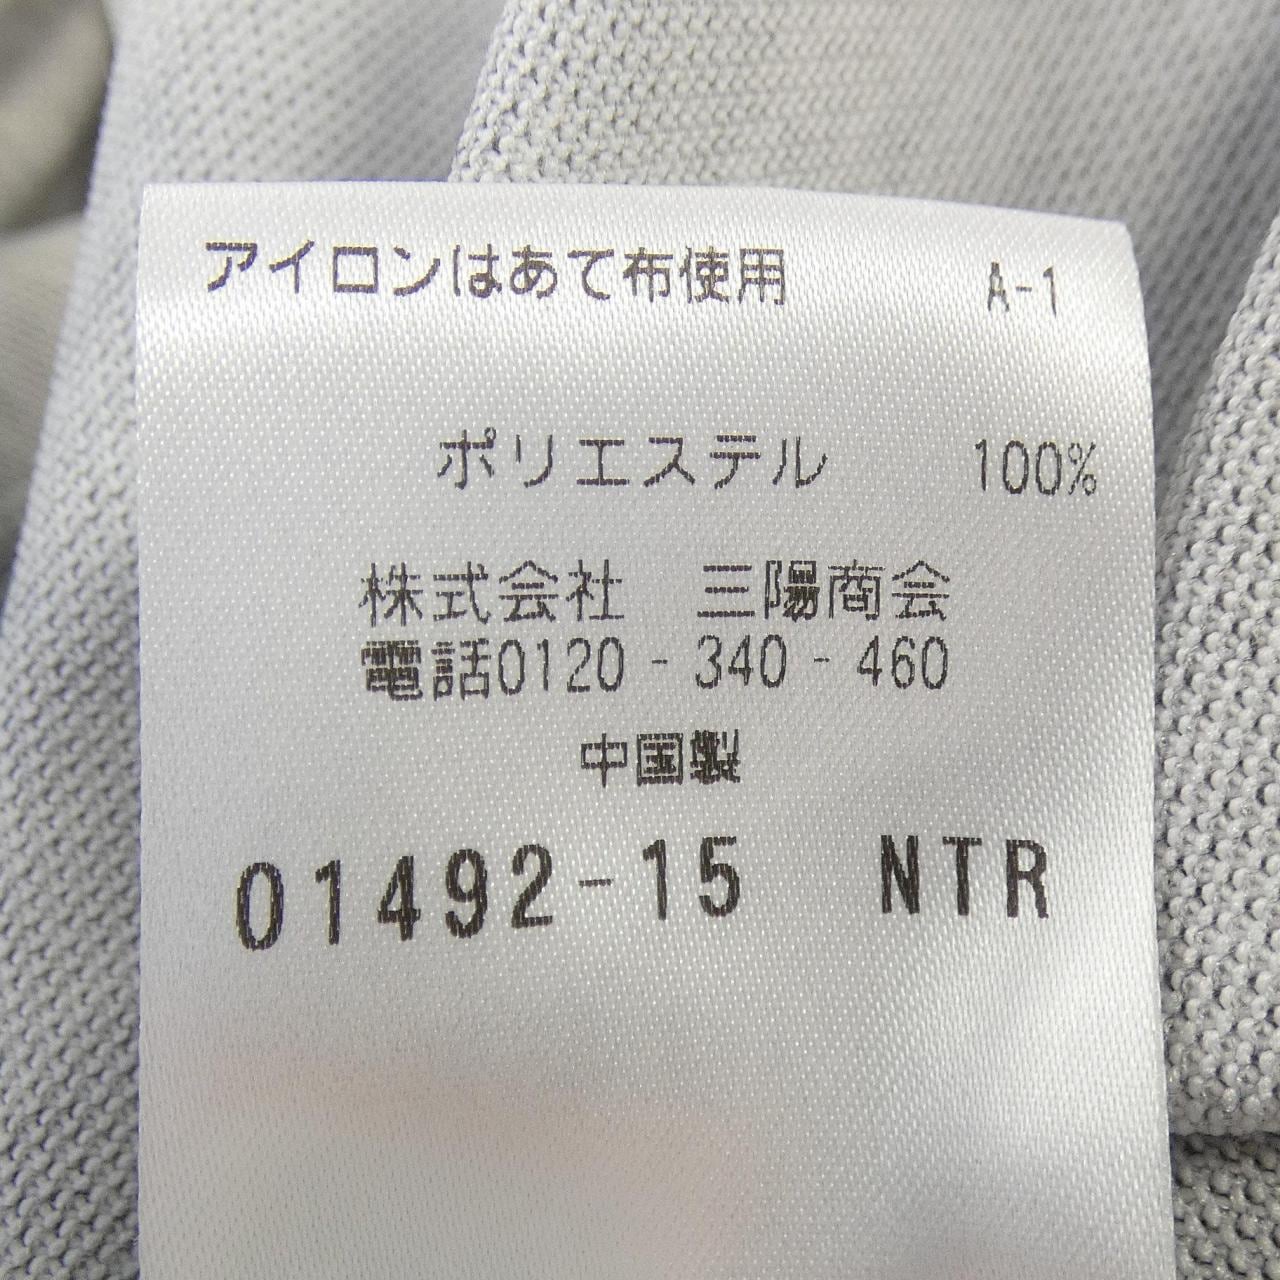 アイロンはあて布使用 A-1
ポリエステル 100%
株式会社 三陽商会
電話0120-340-460
中国製
01492-15 NTR